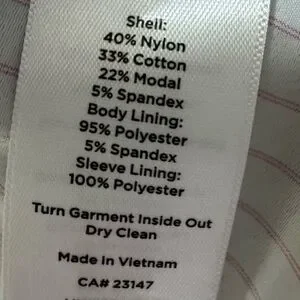 Shell:
40% Nylon
33% Cotton
22% Modal
5% Spandex
Body Lining:
95% Polyester
5% Spandex
Sleeve Lining:
100% Polyester
Turn Garment Inside Out
Dry Clean
Made in Vietnam
CA# 23147